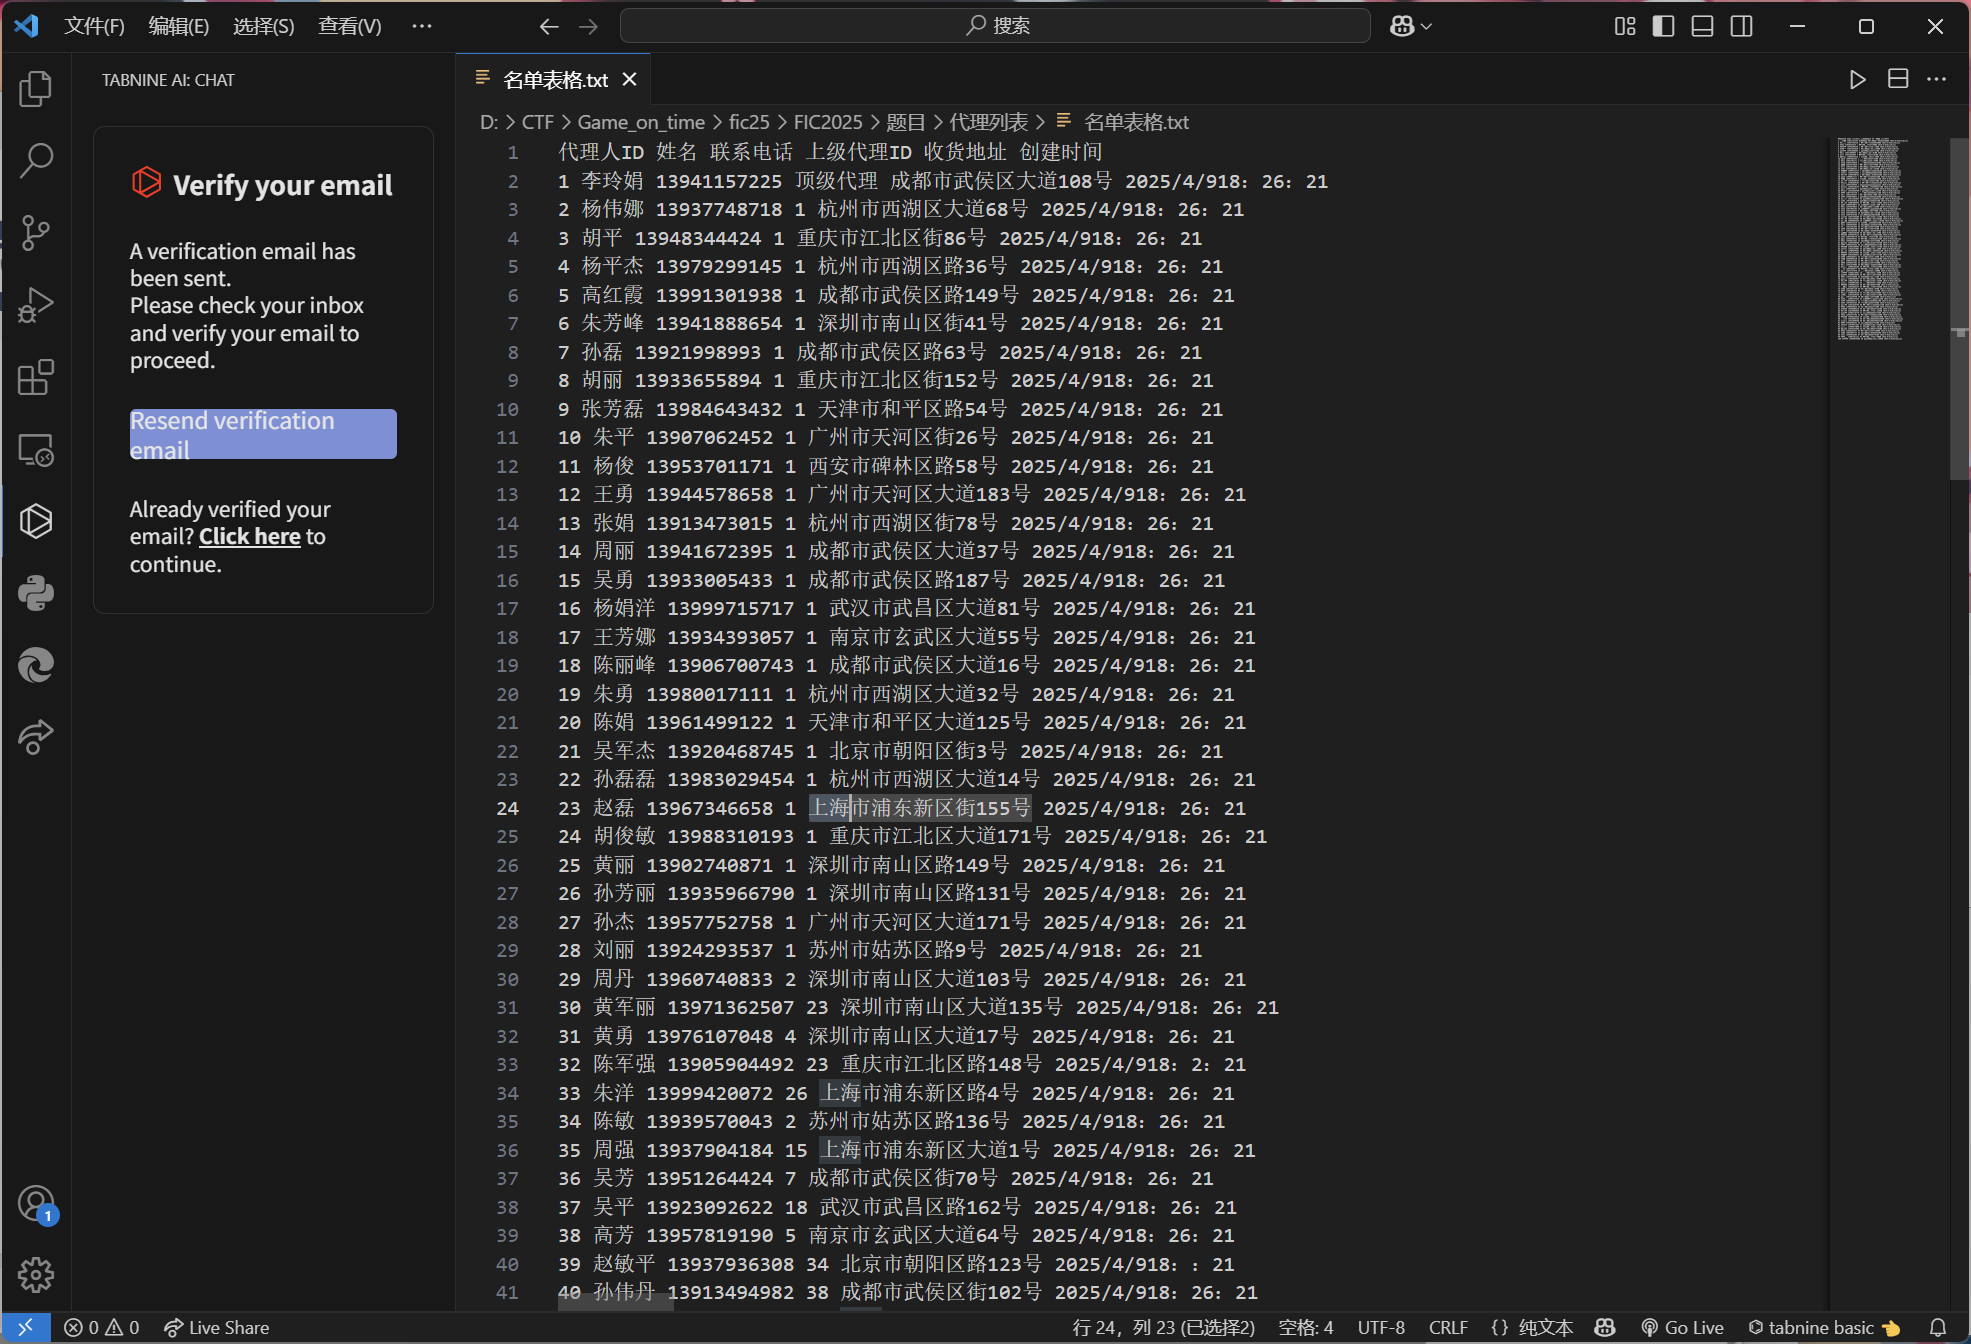 文件(F) 编辑(E) 选择(S) 查看(V) ··· 搜索
TABNINE AI: CHAT
Verify your email
A verification email has
been sent.
Please check your inbox
and verify your email to
proceed.
Resend verification
email
Already verified your
email? Click here to
continue.
1
名单表格.txt
D: > CTF > Game_on_time > fic25 > FIC2025 > 题目 > 代理列表 > 名单表格.txt
1 代理人ID 姓名 联系电话 上级代理ID 收货地址 创建时间
2 1 李玲娟 13941157225 顶级代理 成都市武侯区大道108号 2025/4/918：26：21
3 2 杨伟娜 13937748718 1 杭州市西湖区大道68号 2025/4/918：26：21
4 3 胡平 13948344424 1 重庆市江北区街86号 2025/4/918：26：21
5 4 杨平杰 13979299145 1 杭州市西湖区路36号 2025/4/918：26：21
6 5 高红霞 13991301938 1 成都市武侯区路149号 2025/4/918：26：21
7 6 朱芳峰 13941888654 1 深圳市南山区街41号 2025/4/918：26：21
8 7 孙磊 13921998993 1 成都市武侯区路63号 2025/4/918：26：21
9 8 胡丽 13933655894 1 重庆市江北区街152号 2025/4/918：26：21
10 9 张芳磊 13984643432 1 天津市和平区路54号 2025/4/918：26：21
11 10 朱平 13907062452 1 广州市天河区街26号 2025/4/918：26：21
12 11 杨俊 13953701171 1 西安市碑林区路58号 2025/4/918：26：21
13 12 王勇 13944578658 1 广州市天河区大道183号 2025/4/918：26：21
14 13 张娟 13913473015 1 杭州市西湖区街78号 2025/4/918：26：21
15 14 周丽 13941672395 1 成都市武侯区大道37号 2025/4/918：26：21
16 15 吴勇 13933005433 1 成都市武侯区路187号 2025/4/918：26：21
17 16 杨娟洋 13999715717 1 武汉市武昌区大道81号 2025/4/918：26：21
18 17 王芳娜 13934393057 1 南京市玄武区大道55号 2025/4/918：26：21
19 18 陈丽峰 13906700743 1 成都市武侯区大道16号 2025/4/918：26：21
20 19 朱勇 13980017111 1 杭州市西湖区大道32号 2025/4/918：26：21
21 20 陈娟 13961499122 1 天津市和平区大道125号 2025/4/918：26：21
22 21 吴军杰 13920468745 1 北京市朝阳区街3号 2025/4/918：26：21
23 22 孙磊磊 13983029454 1 杭州市西湖区大道14号 2025/4/918：26：21
24 23 赵磊 13967346658 1 上海市浦东新区街155号 2025/4/918：26：21
25 24 胡俊敏 13988310193 1 重庆市江北区大道171号 2025/4/918：26：21
26 25 黄丽 13902740871 1 深圳市南山区路149号 2025/4/918：26：21
27 26 孙芳丽 13935966790 1 深圳市南山区路131号 2025/4/918：26：21
28 27 孙杰 13957752758 1 广州市天河区大道171号 2025/4/918：26：21
29 28 刘丽 13924293537 1 苏州市姑苏区路9号 2025/4/918：26：21
30 29 周丹 13960740833 2 深圳市南山区大道103号 2025/4/918：26：21
31 30 黄军丽 13971362507 23 深圳市南山区大道135号 2025/4/918：26：21
32 31 黄勇 13976107048 4 深圳市南山区大道17号 2025/4/918：26：21
33 32 陈军强 13905904492 23 重庆市江北区路148号 2025/4/918：2：21
34 33 朱洋 13999420072 26 上海市浦东新区路4号 2025/4/918：26：21
35 34 陈敏 13939570043 2 苏州市姑苏区路136号 2025/4/918：26：21
36 35 周强 13937904184 15 上海市浦东新区大道1号 2025/4/918：26：21
37 36 吴芳 13951264424 7 成都市武侯区街70号 2025/4/918：26：21
38 37 吴平 13923092622 18 武汉市武昌区路162号 2025/4/918：26：21
39 38 高芳 13957819190 5 南京市玄武区大道64号 2025/4/918：26：21
40 39 赵敏平 13937936308 34 北京市朝阳区路123号 2025/4/918：：21
41 40 孙伟丹 13913494982 38 成都市武侯区街102号 2025/4/918：26：21
0 0 Live Share 行 24，列 23 (已选择2) 空格: 4 UTF-8 CRLF {} 纯文本 Go Live tabnine basic